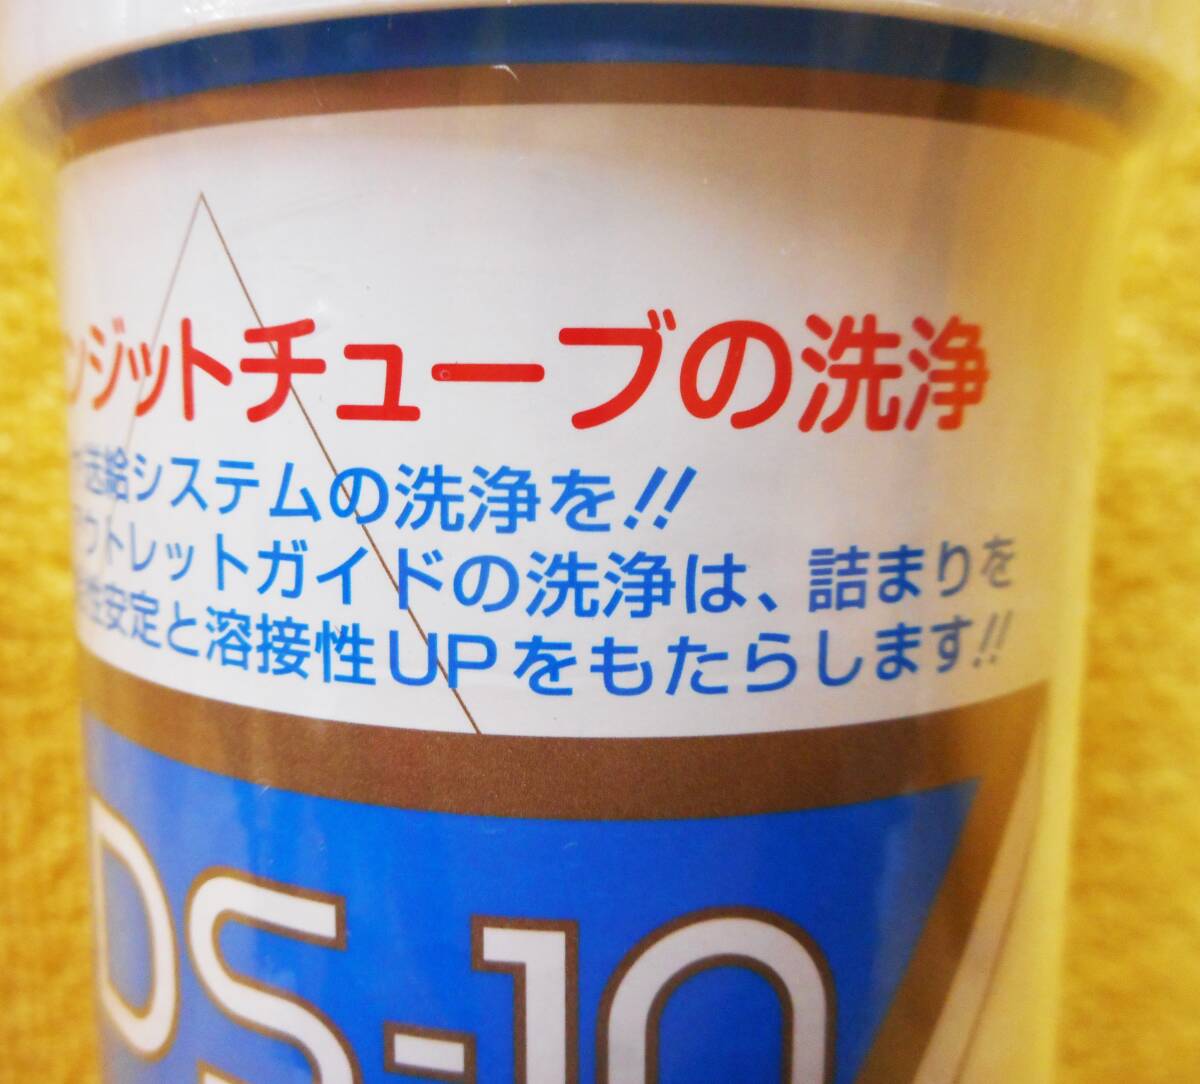 ンジットチューブの洗浄
送給システムの洗浄を!!
ウトレットガイドの洗浄は、詰まりを
性安定と溶接性UPをもたらします!!
DS-10